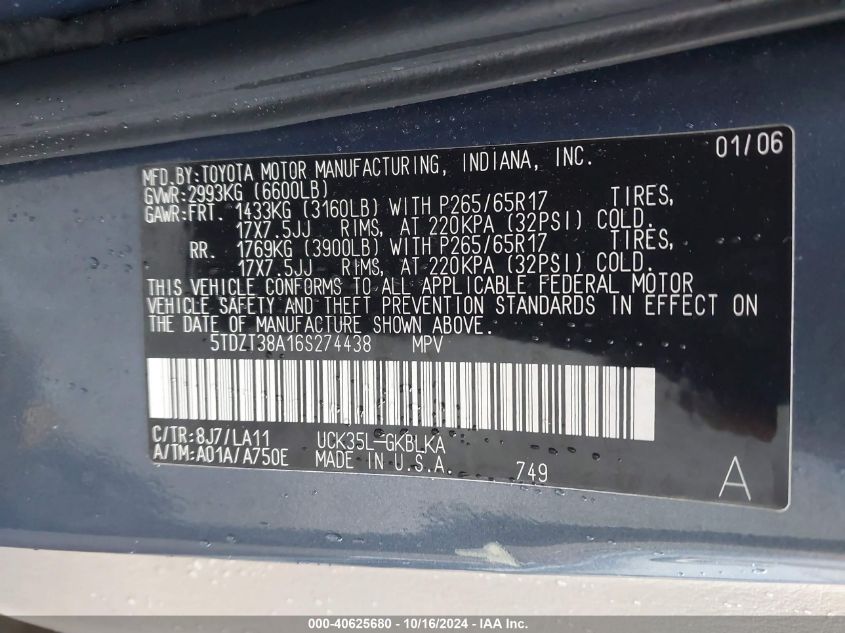 01/06
MFD.BY:TOYOTA MOTOR MANUFACTURING, INDIANA, INC.
GVWR:2993KG (6600LB)
GAWR:FRT. 1433KG (3160LB) WITH P265/65R17 TIRES,
17X7.5JJ RIMS, AT 220KPA (32PSI) COLD.
RR. 1769KG (3900LB) WITH P265/65R17 TIRES,
17X7.5JJ RIMS, AT 220KPA (32PSI) COLD.
THIS VEHICLE CONFORMS TO ALL APPLICABLE FEDERAL MOTOR
VEHICLE SAFETY AND THEFT PREVENTION STANDARDS IN EFFECT ON
THE DATE OF MANUFACTURE SHOWN ABOVE.
5TDZT38A16S274438 MPV
C/TR:8J7/LA11 UCK35L-GKBLKA
A/TM:A01A/A750E MADE IN U.S.A. 749
A
000-40625680 - 10/16/2024 - IAA Inc.